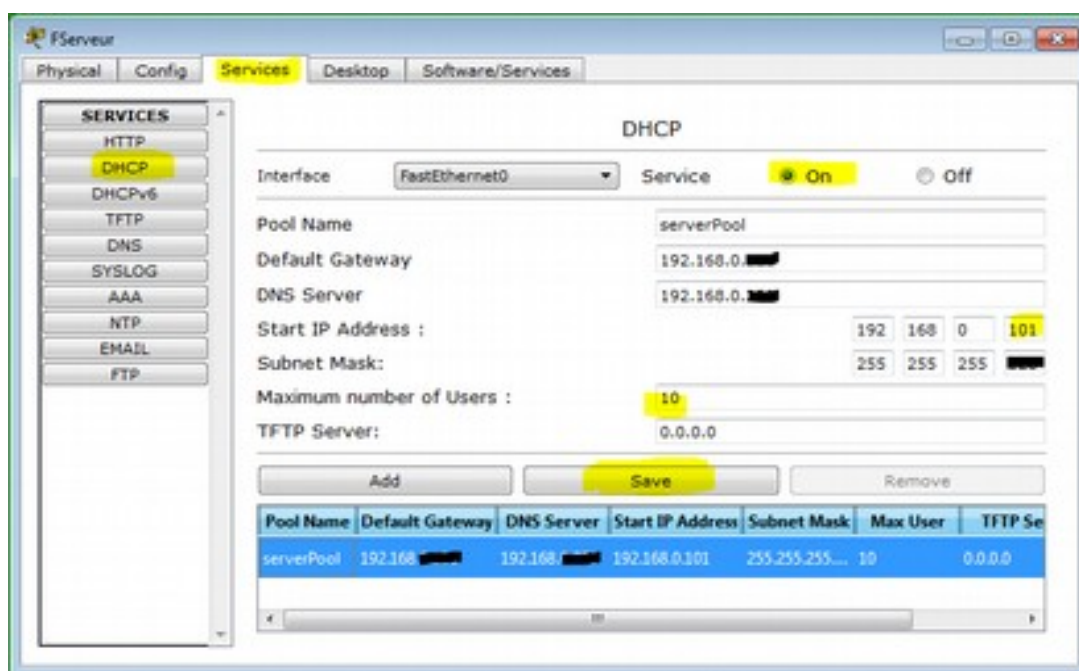 FServeur
Physical Config Services Desktop Software/Services
SERVICES
HTTP
DHCP
DHCPv6
TFTP
DNS
SYSLOG
AAA
NTP
EMAIL
FTP
DHCP
Interface FastEthernet0 Service On Off
Pool Name serverPool
Default Gateway 192.168.0.
DNS Server 192.168.0.
Start IP Address : 192 168 0 101
Subnet Mask: 255 255 255
Maximum number of Users : 10
TFTP Server: 0.0.0.0
Add Save Remove
Pool Name Default Gateway DNS Server Start IP Address Subnet Mask Max User TFTP Se
serverPool 192.168 192.168. 192.168.0.101 255.255.255.... 10 0.0.0.0